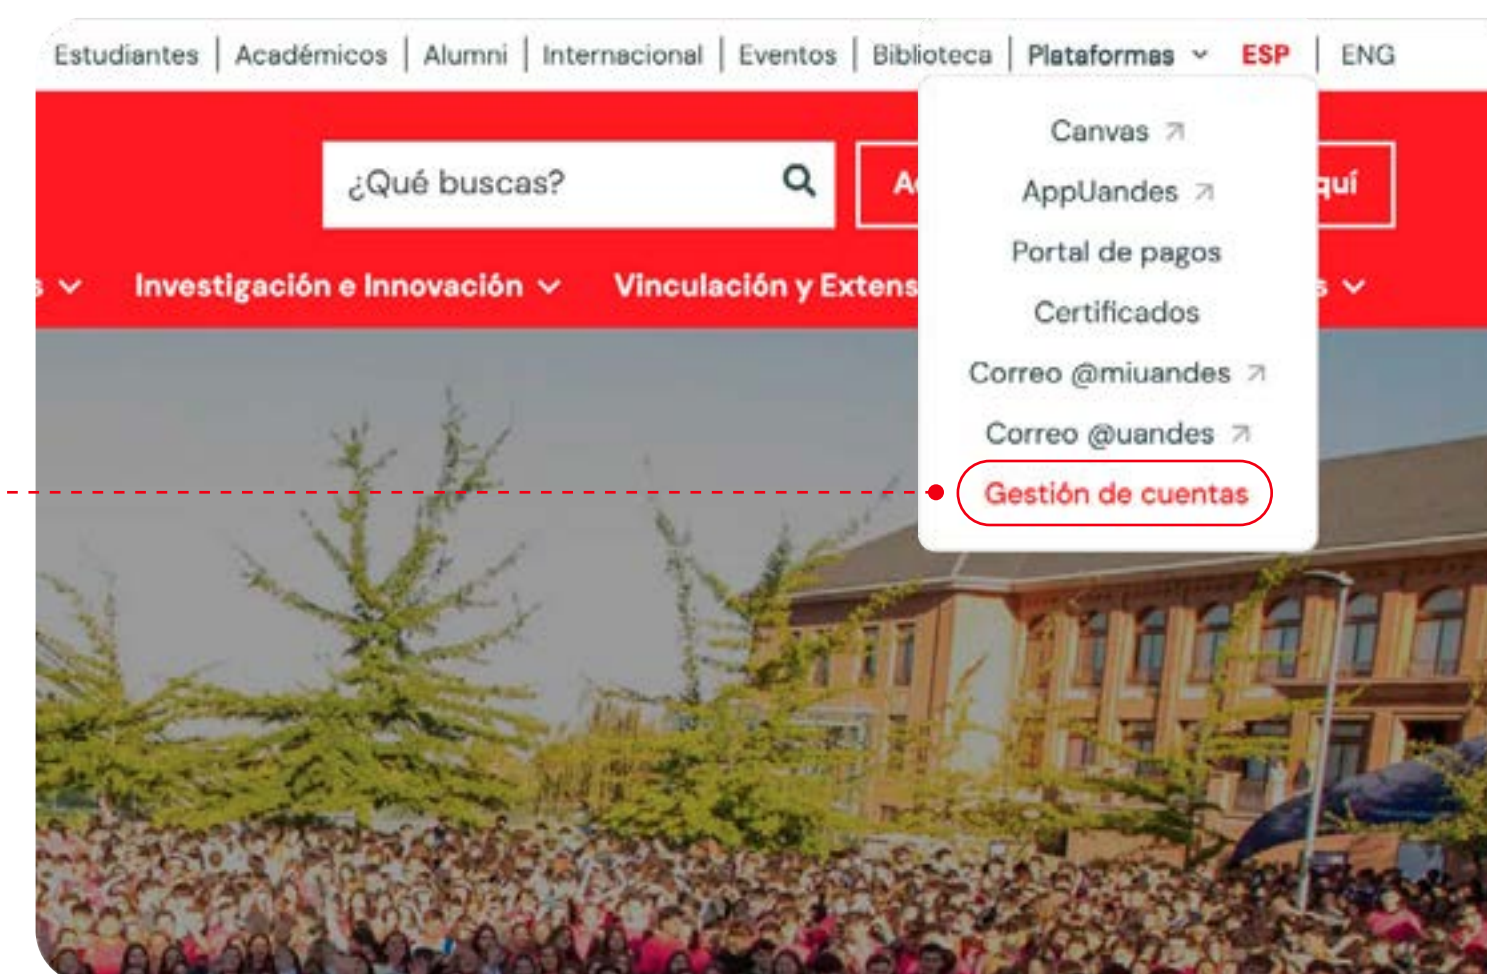 Estudiantes | Académicos | Alumni | Internacional | Eventos | Biblioteca | Plataformas ESP | ENG
¿Qué buscas?
Investigación e Innovación
Vinculación y Extens
Canvas
AppUandes
Portal de pagos
Certificados
Correo @miuandes
Correo @uandes
Gestión de cuentas